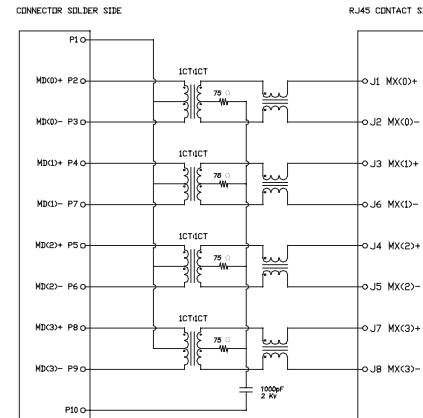 CONNECTOR SOLDER SIDE
RJ45 CONTACT S
P1
1CT:1CT
MD(0)+ P2
75 Ω
J1 MX(0)+
MD(0)- P3
J2 MX(0)-
1CT:1CT
MD(1)+ P4
75 Ω
J3 MX(1)+
MD(1)- P7
J6 MX(1)-
1CT:1CT
MD(2)+ P5
75 Ω
J4 MX(2)+
MD(2)- P6
J5 MX(2)-
1CT:1CT
MD(3)+ P8
75 Ω
J7 MX(3)+
MD(3)- P9
J8 MX(3)-
1000pF
2 Kv
P10